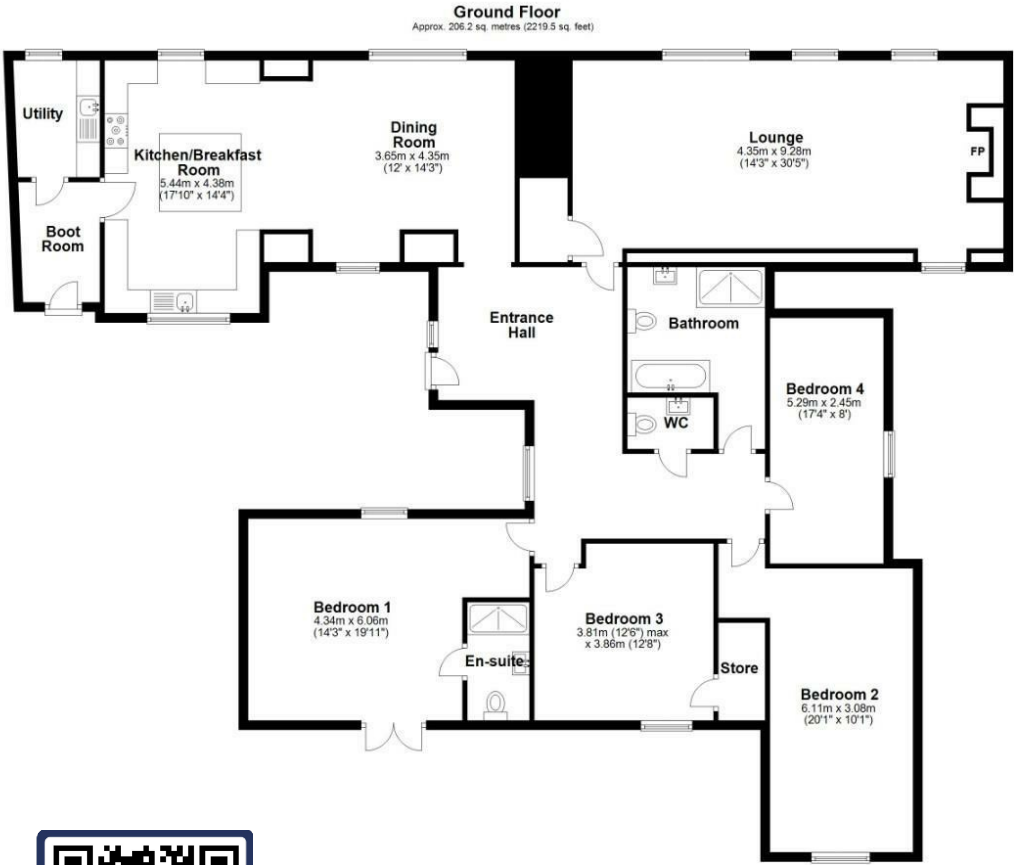 Ground Floor
Approx. 206.2 sq. metres (2219.5 sq. feet)
Utility
Kitchen/Breakfast
Room
5.44m x 4.38m
(17'10" x 14'4")
Dining
Room
3.65m x 4.35m
(12' x 14'3")
Lounge
4.35m x 9.28m
(14'3" x 30'5")
FP
Boot
Room
Entrance
Hall
Bathroom
WC
Bedroom 4
5.29m x 2.45m
(17'4" x 8')
Bedroom 1
4.34m x 6.06m
(14'3" x 19'11")
En-suite
Bedroom 3
3.81m (12'6") max
x 3.86m (12'8")
Store
Bedroom 2
6.11m x 3.08m
(20'1" x 10'1")